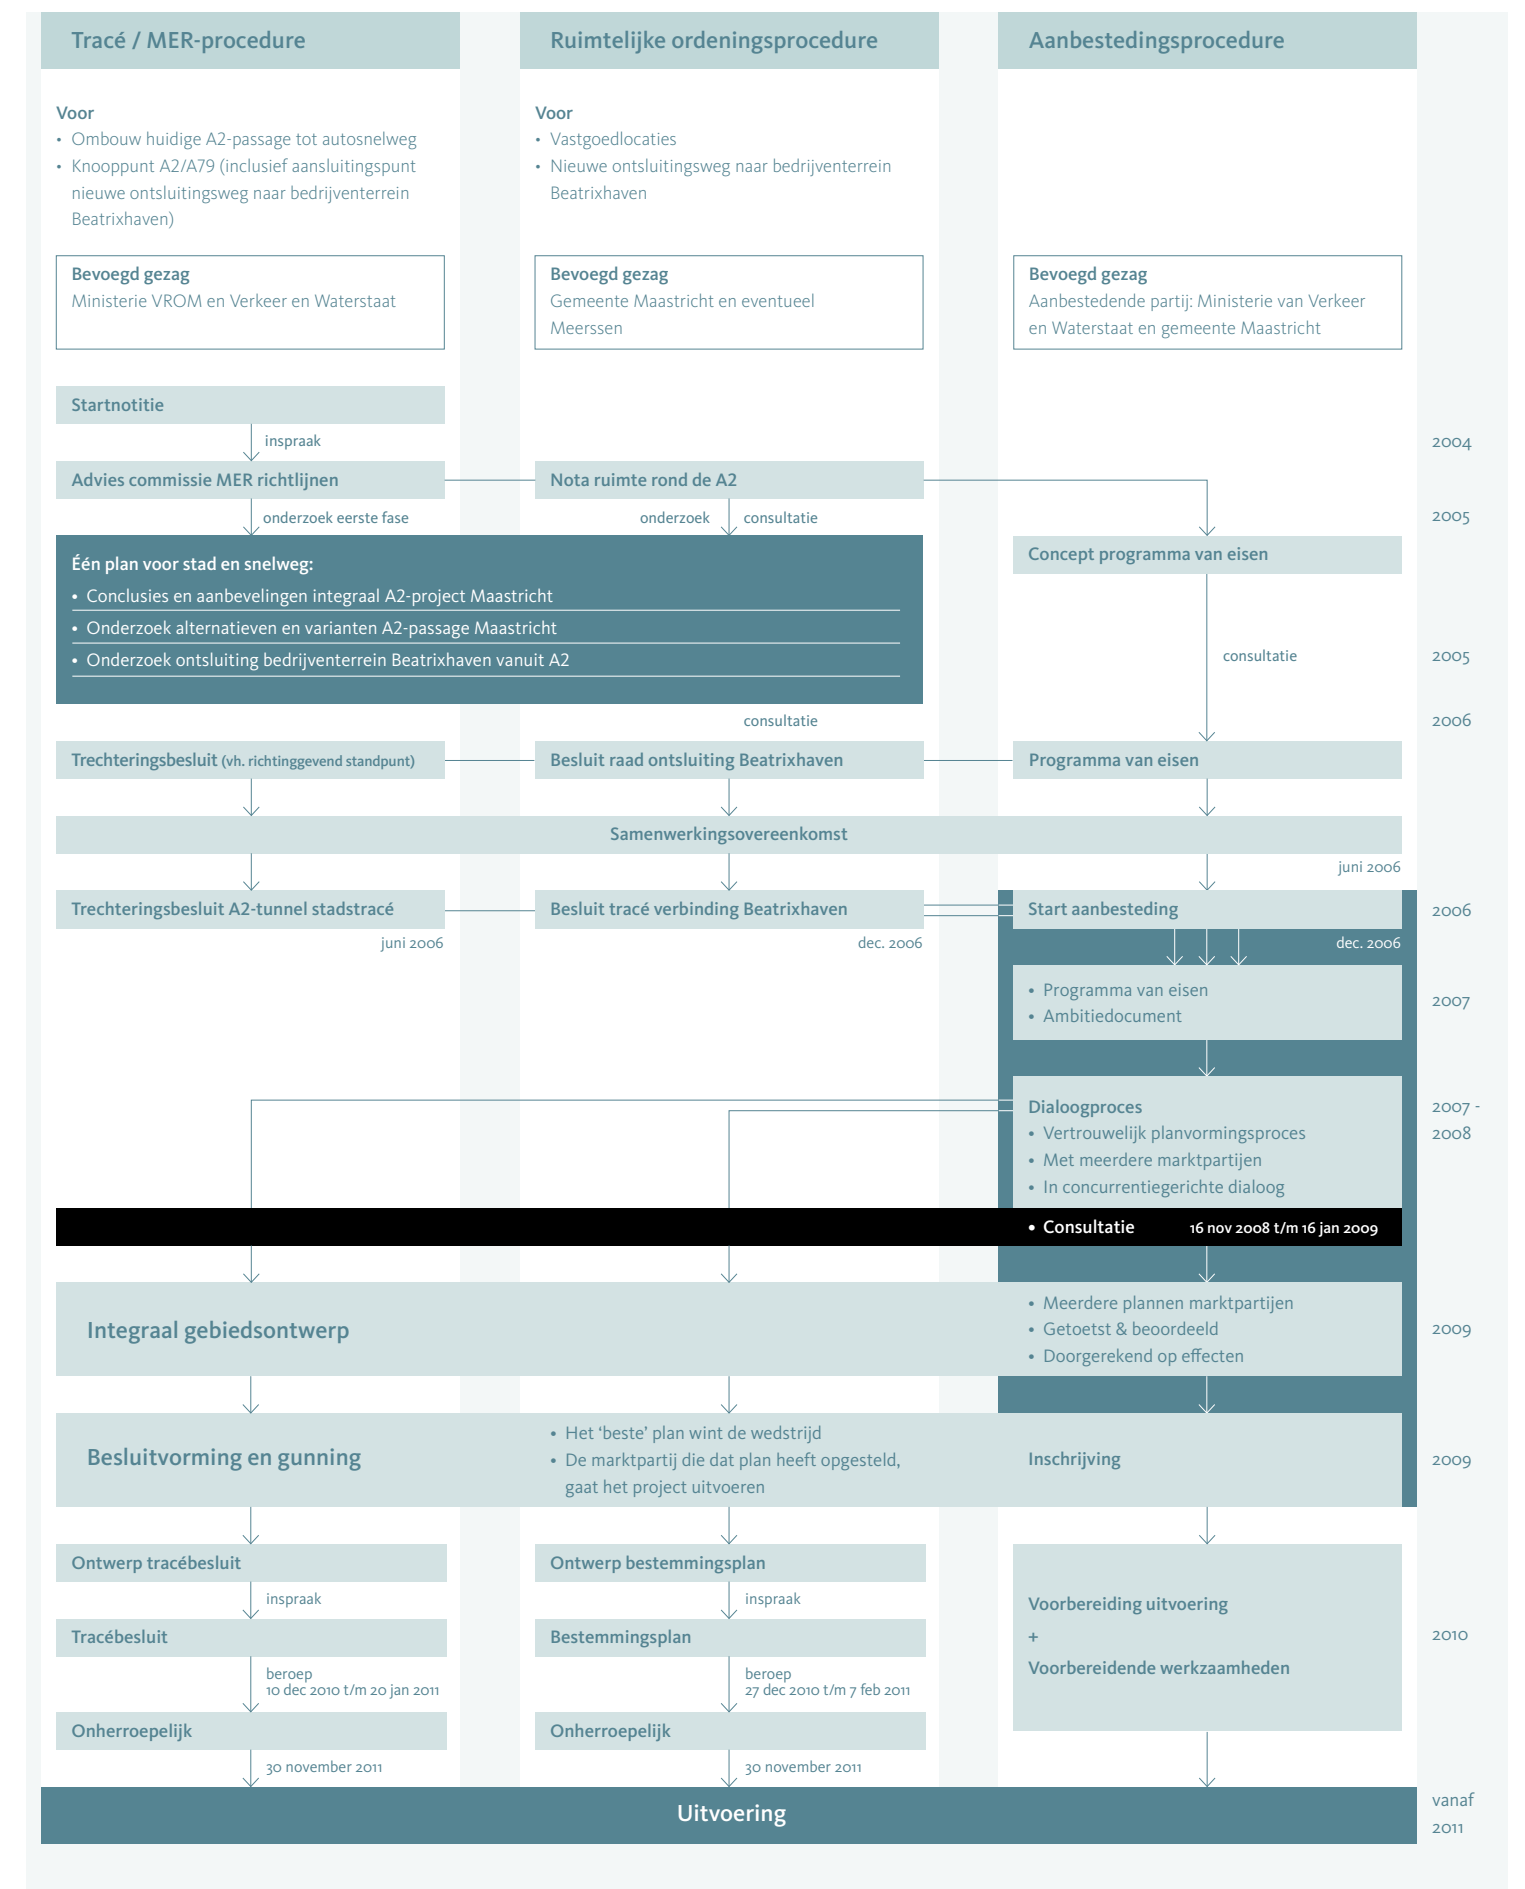 Tracé / MER-procedure
Ruimtelijke ordeningsprocedure
Aanbestedingsprocedure
Voor
• Ombouw huidige A2-passage tot autosnelweg
• Knooppunt A2/A79 (inclusief aansluitingspunt
nieuwe ontsluitingsweg naar bedrijventerrein
Beatrixhaven)
Voor
• Vastgoedlocaties
• Nieuwe ontsluitingsweg naar bedrijventerrein
Beatrixhaven
Bevoegd gezag
Ministerie VROM en Verkeer en Waterstaat
Bevoegd gezag
Gemeente Maastricht en eventueel
Meerssen
Bevoegd gezag
Aanbestedende partij: Ministerie van Verkeer
en Waterstaat en gemeente Maastricht
Startnotitie
inspraak
2004
Advies commissie MER richtlijnen
Nota ruimte rond de A2
onderzoek eerste fase
onderzoek
consultatie
2005
Één plan voor stad en snelweg:
• Conclusies en aanbevelingen integraal A2-project Maastricht
• Onderzoek alternatieven en varianten A2-passage Maastricht
• Onderzoek ontsluiting bedrijventerrein Beatrixhaven vanuit A2
Concept programma van eisen
consultatie
2005
consultatie
2006
Trechteringsbesluit (vh. richtinggevend standpunt)
Besluit raad ontsluiting Beatrixhaven
Programma van eisen
Samenwerkingsovereenkomst
juni 2006
Trechteringsbesluit A2-tunnel stadstracé
Besluit tracé verbinding Beatrixhaven
Start aanbesteding
2006
juni 2006
dec. 2006
dec. 2006
• Programma van eisen
• Ambitiedocument
2007
Dialoogproces
• Vertrouwelijk planvormingsproces
• Met meerdere marktpartijen
• In concurrentiegerichte dialoog
2007 -
2008
• Consultatie 16 nov 2008 t/m 16 jan 2009
Integraal gebiedsontwerp
• Meerdere plannen marktpartijen
• Getoetst & beoordeeld
• Doorgerekend op effecten
2009
Besluitvorming en gunning
• Het ‘beste’ plan wint de wedstrijd
• De marktpartij die dat plan heeft opgesteld,
gaat het project uitvoeren
Inschrijving
2009
Ontwerp tracébesluit
Ontwerp bestemmingsplan
inspraak
inspraak
Tracébesluit
Bestemmingsplan
Voorbereiding uitvoering
+
Voorbereidende werkzaamheden
2010
beroep
10 dec 2010 t/m 20 jan 2011
beroep
27 dec 2010 t/m 7 feb 2011
Onherroepelijk
Onherroepelijk
30 november 2011
30 november 2011
Uitvoering
vanaf
2011